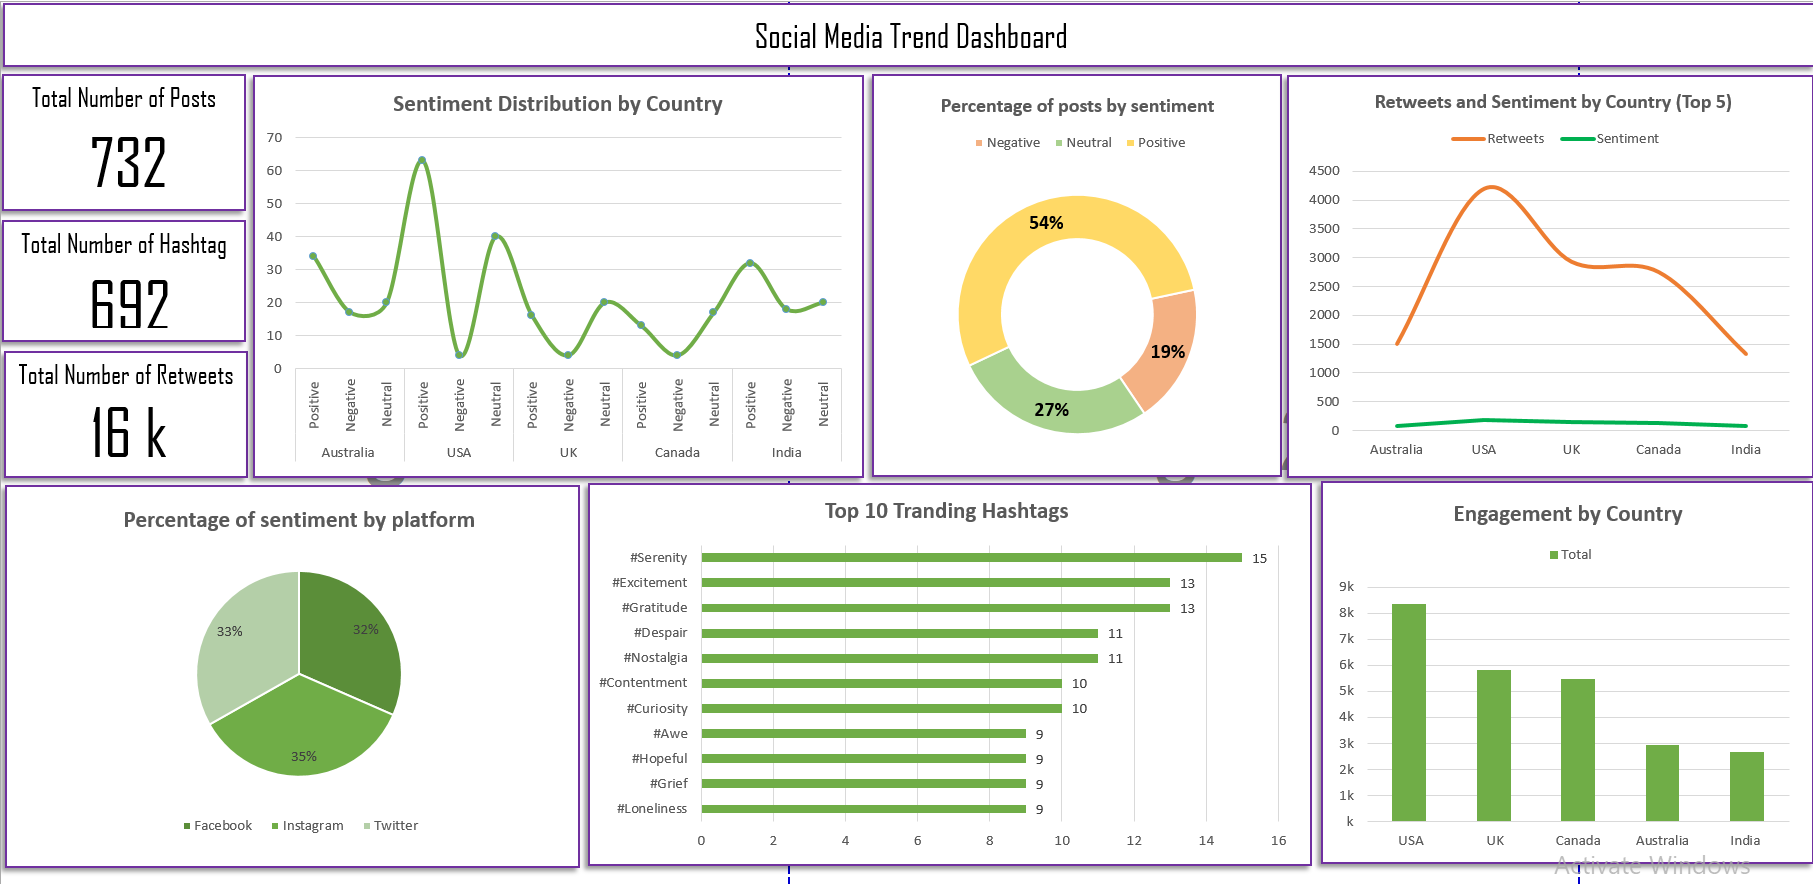 Social Media Trend Dashboard
Total Number of Posts
732
Total Number of Hashtag
692
Total Number of Retweets
16 k
Sentiment Distribution by Country
70
60
50
40
30
20
10
0
Positive
Negative
Neutral
Positive
Negative
Neutral
Positive
Negative
Neutral
Positive
Negative
Neutral
Positive
Negative
Neutral
Australia USA UK Canada India
Percentage of posts by sentiment
Negative Neutral Positive
54%
19%
27%
Retweets and Sentiment by Country (Top 5)
Retweets Sentiment
4500
4000
3500
3000
2500
2000
1500
1000
500
0
Australia USA UK Canada India
Percentage of sentiment by platform
33%
32%
35%
Facebook Instagram Twitter
Top 10 Tranding Hashtags
#Serenity 15
#Excitement 13
#Gratitude 13
#Despair 11
#Nostalgia 11
#Contentment 10
#Curiosity 10
#Awe 9
#Hopeful 9
#Grief 9
#Loneliness 9
0 2 4 6 8 10 12 14 16
Engagement by Country
Total
9k
8k
7k
6k
5k
4k
3k
2k
1k
k
USA UK Canada Australia India
Activate Windows